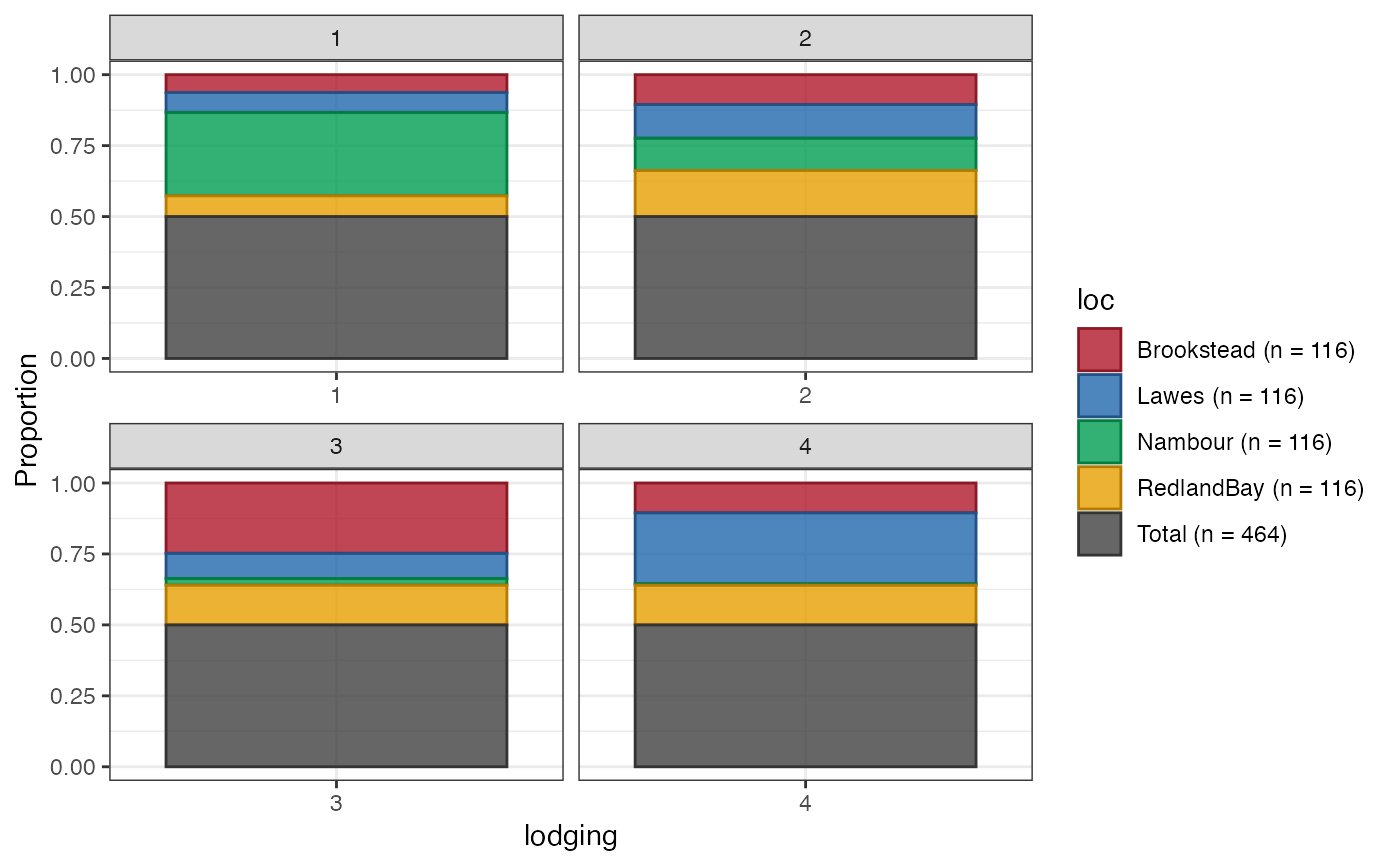 1
2
1.00
0.75
0.50
0.25
0.00
1
2
3
4
1.00
0.75
0.50
0.25
0.00
3
4
Proportion
lodging
loc
Brookstead (n = 116)
Lawes (n = 116)
Nambour (n = 116)
RedlandBay (n = 116)
Total (n = 464)